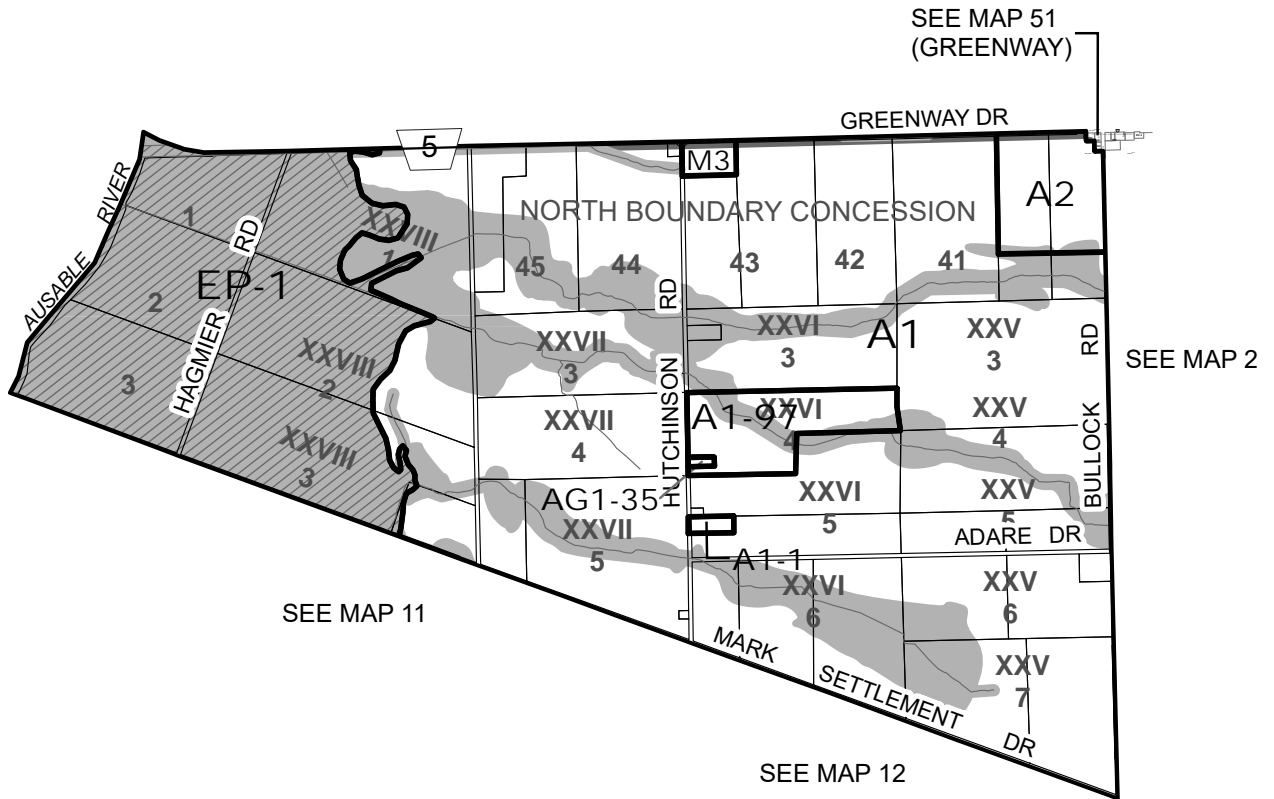 SEE MAP 51
(GREENWAY)
GREENWAY DR
5
M3
A2
AUSABLE RIVER
1
HAGMIER RD
XXVIII
1
NORTH BOUNDARY CONCESSION
45
44
43
42
41
EP-1
2
HUTCHINSON RD
XXVII
3
XXVI
3
A1
XXV
3
BULLOCK RD
SEE MAP 2
3
XXVIII
2
XXVII
4
A1-97
XXVI
4
XXV
4
XXVIII
3
AG1-35
XXVII
5
XXVI
5
XXV
5
5
ADARE DR
A1-1
XXVI
6
XXV
6
SEE MAP 11
MARK SETTLEMENT DR
XXV
7
SEE MAP 12